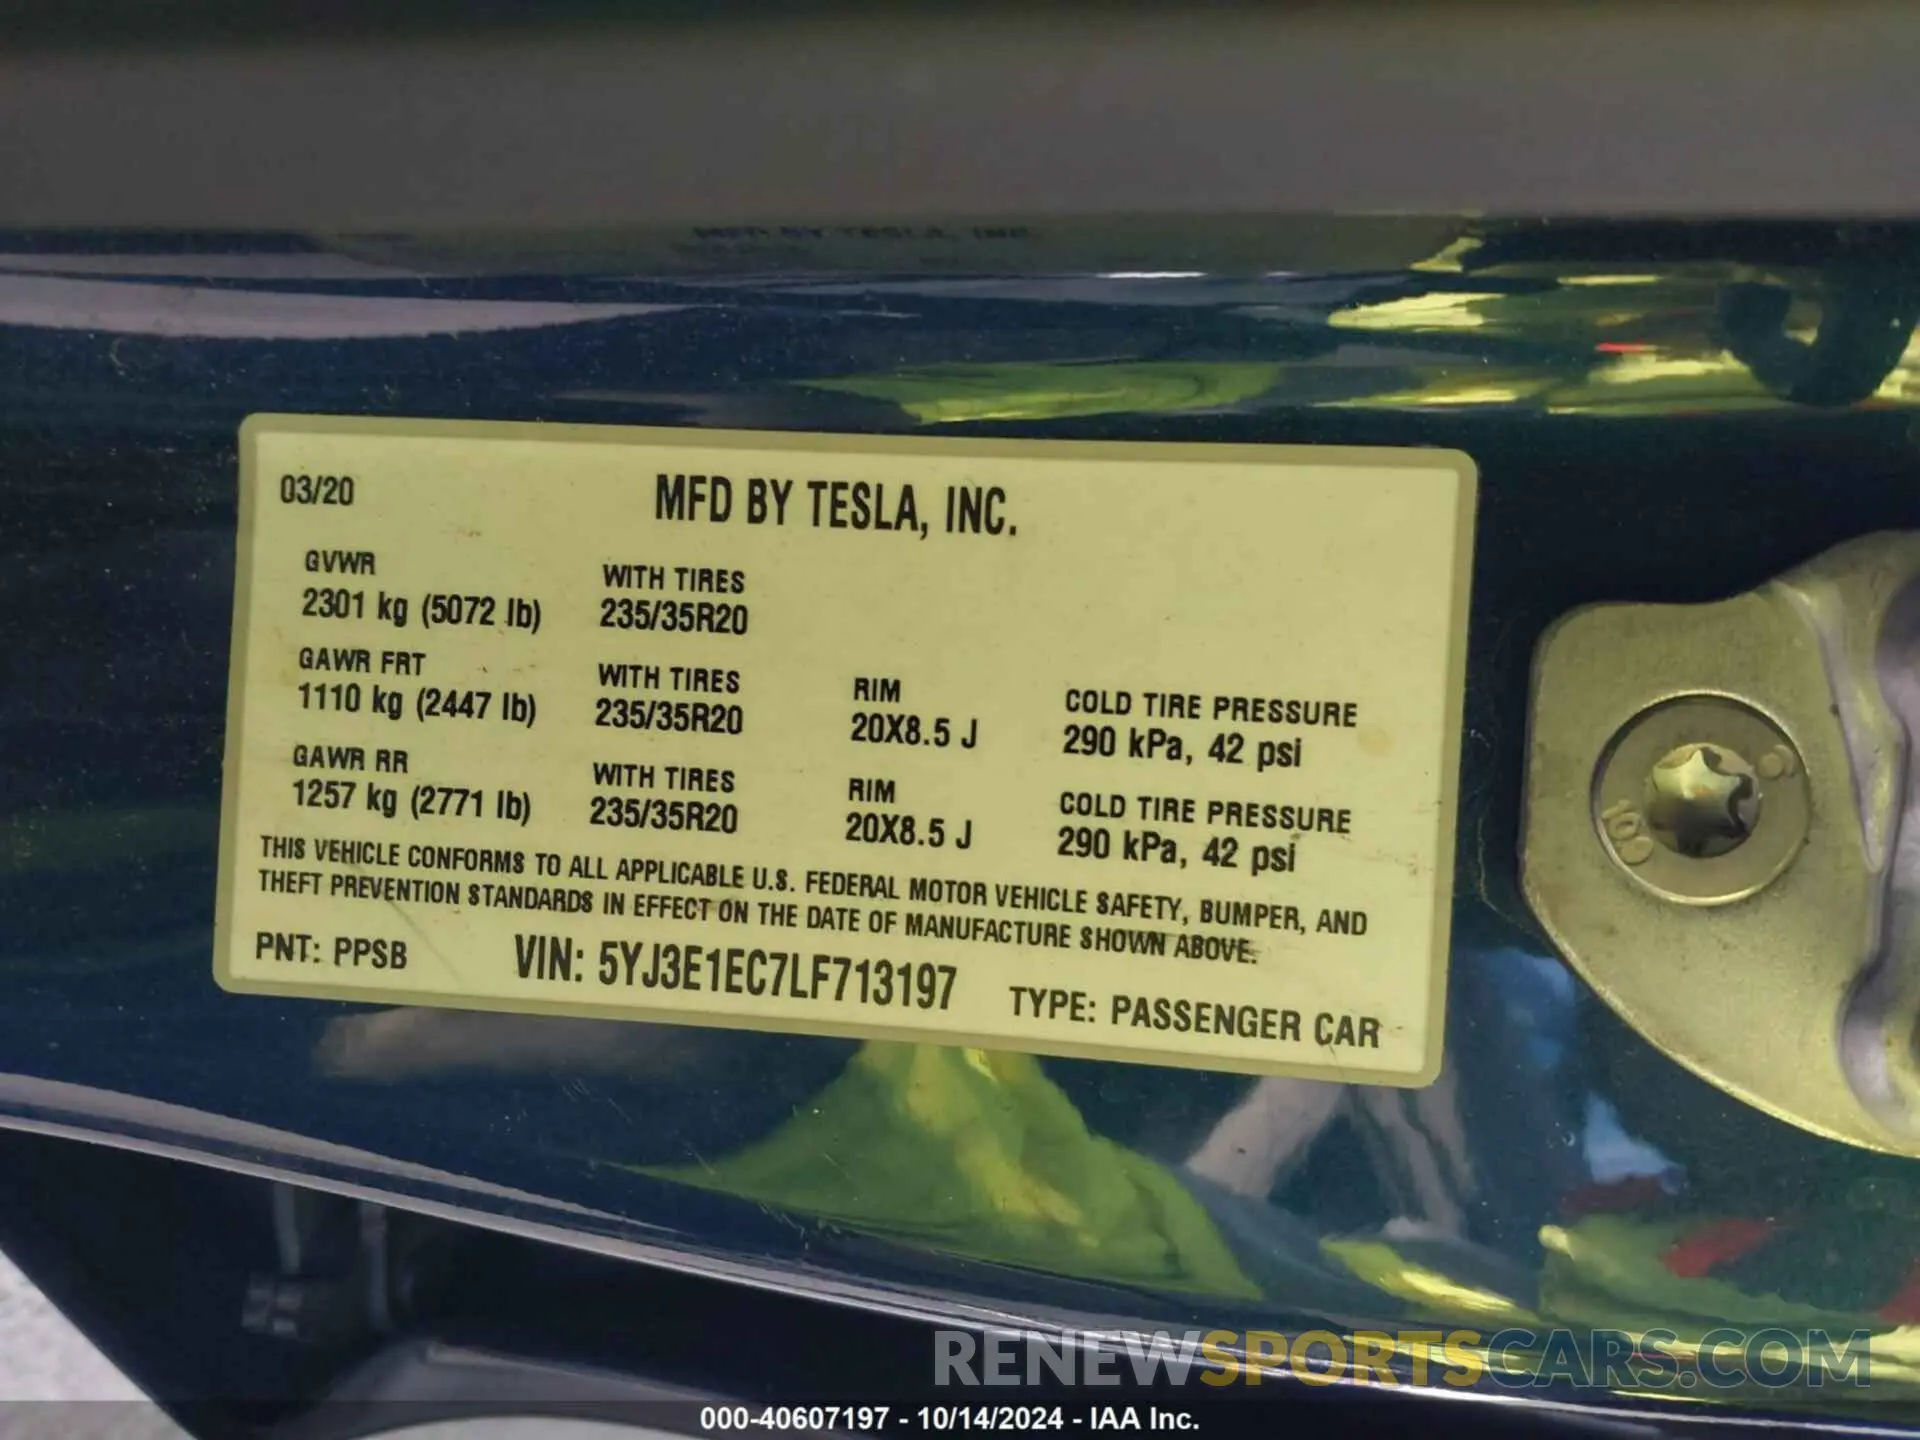 03/20 MFD BY TESLA, INC.
GVWR WITH TIRES
2301 kg (5072 lb) 235/35R20
GAWR FRT WITH TIRES RIM COLD TIRE PRESSURE
1110 kg (2447 lb) 235/35R20 20X8.5 J 290 kPa, 42 psi
GAWR RR WITH TIRES RIM COLD TIRE PRESSURE
1257 kg (2771 lb) 235/35R20 20X8.5 J 290 kPa, 42 psi
THIS VEHICLE CONFORMS TO ALL APPLICABLE U.S. FEDERAL MOTOR VEHICLE SAFETY, BUMPER, AND
THEFT PREVENTION STANDARDS IN EFFECT ON THE DATE OF MANUFACTURE SHOWN ABOVE.
PNT: PPSB VIN: 5YJ3E1EC7LF713197 TYPE: PASSENGER CAR
RENEWSPORTSCARS.COM
000-40607197 - 10/14/2024 - IAA Inc.